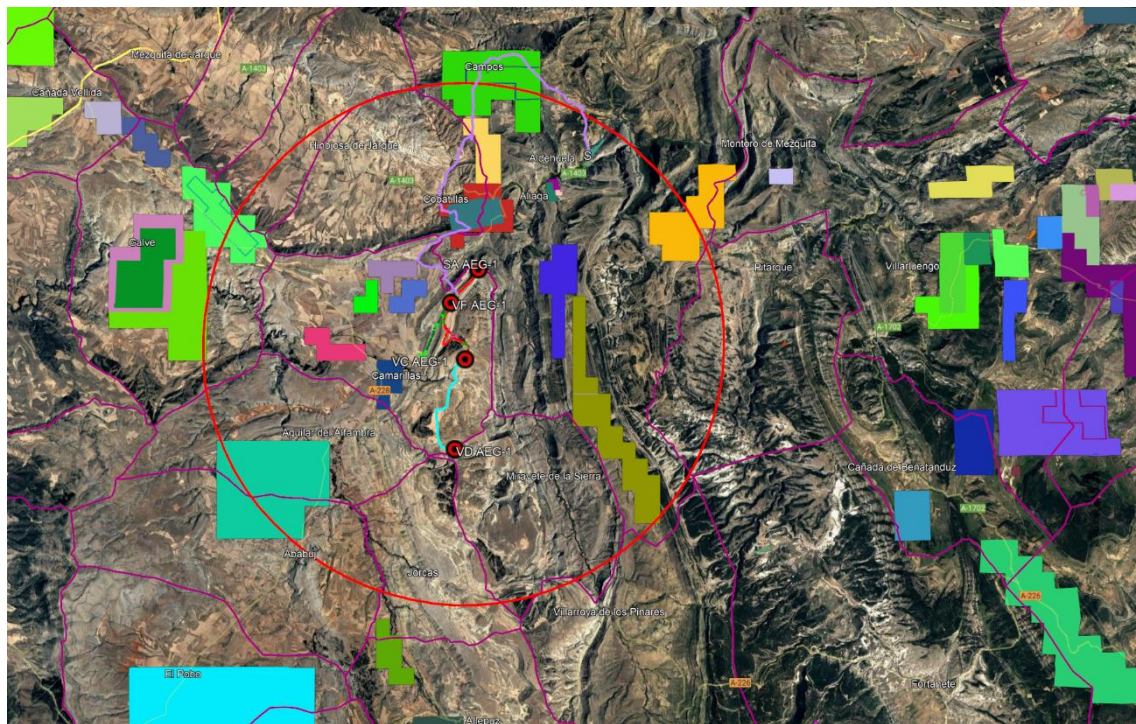 Mezquita de Jarque
A-1403
Campos
Cañada Vellida
Hinojosa de Jarque
Aldehuela
S
Montoro de Mezquita
A-1403
A-1403
Cobatillas
Aliaga
Galve
SA AEG-1
Pitarque
Villarluengo
VF AEG-1
A-1702
VC AEG-1
Camarillas
A-226
Aguilar del Alfambra
VD AEG-1
Miravete de la Sierra
Cañada de Benatanduz
A-1702
Ababuj
Jorcas
A-226
Villarroya de los Pinares
El Pobo
A-226
Fortanete
Allepuz